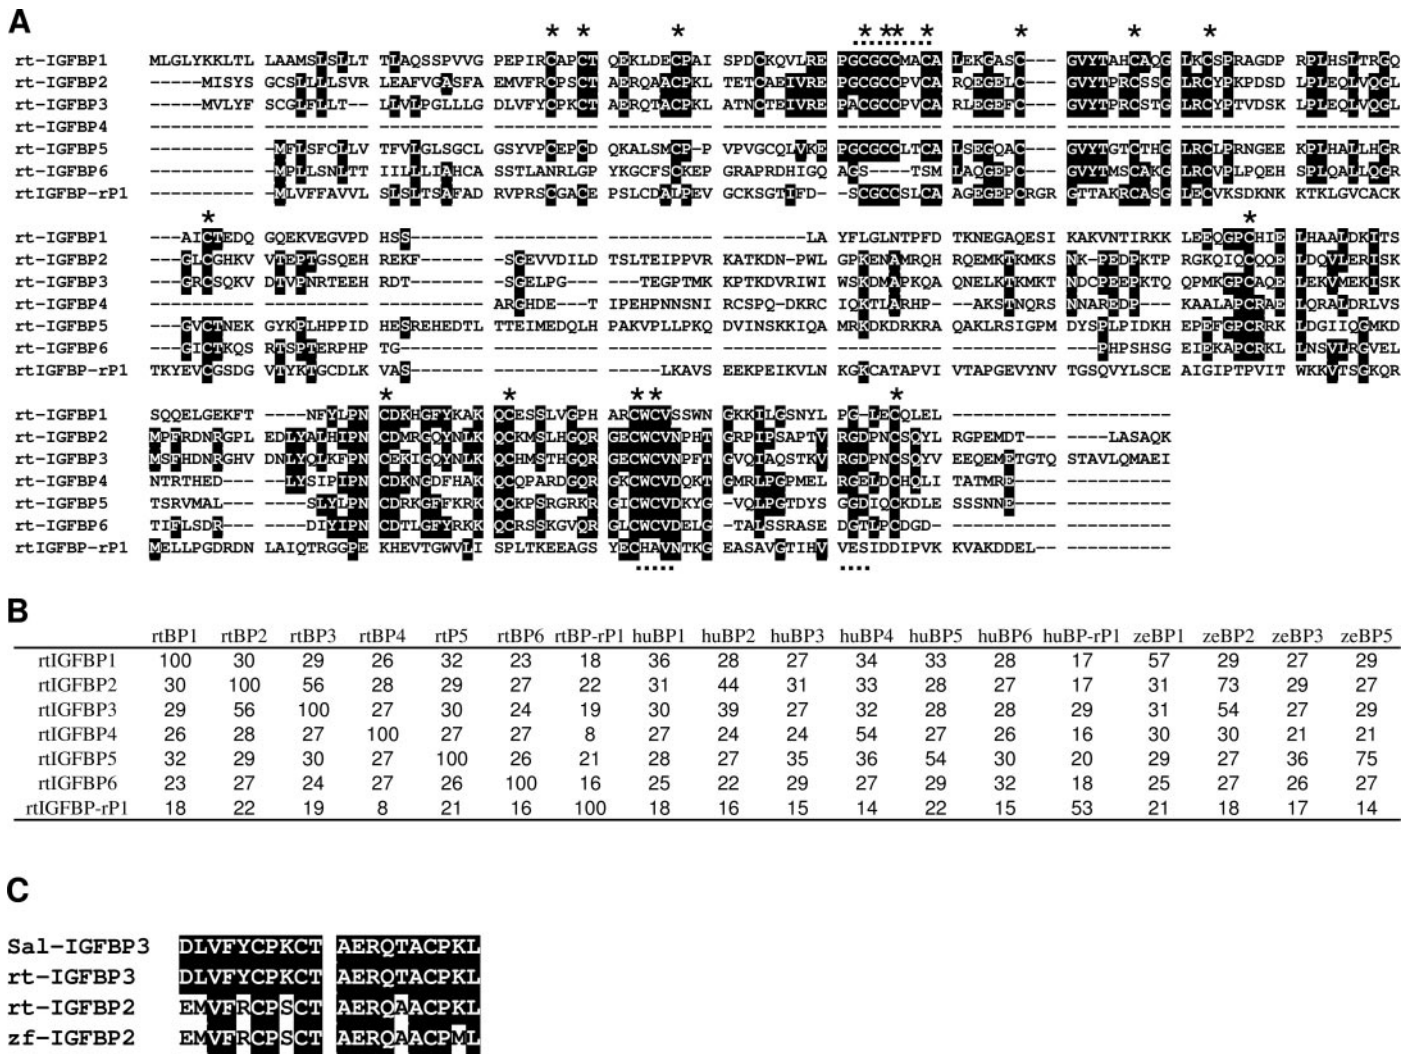 A
* * * * ** * * * *
rt-IGFBP1 MLGLYKKLTL LAAMSLSLLT TLAQSSPVVG GPEPIRCAPC TQEKLDECPAI SPDCKQVLRE PGCGCCMACA LEKGASC--- GVYTAHCAQG LKCSPRAGDP RPLHSLTRGQ
rt-IGFBP2 ----MISYS GCSLLLLSVR LEAFVGASFA EMVFRCPSCT AERQAACPKL TETCAEIVRE PGCGCCPVCA RQEGELC--- GVYTPRCSSG LRCYPKPDSD LPLEQLVQGL
rt-IGFBP3 -----MVLYF SCGLFLLT-- LLVLPGLLLG DLVFYCPKCT AERQTACPKL ATNCTEIVRE PACGCCPVCA RLEGEFC--- GVYTPRCSTG LRCYPTVDSK LPLEQLVQGL
rt-IGFBP4 ---------- ---------- ---------- ---------- ---------- ---------- ---------- ---------- ---------- ---------- ----------
rt-IGFBP5 ---------- -MFLSFCLLV TFVLGLSGCL GSYVPCEPCD QKALSMCP-P VPVGCQLVKE PGCGCCLTCA LSEGQAC--- GVYTGTCTHG LRCLPRNGEE KPLHALLHGR
rt-IGFBP6 ---------- -MPLLSNLTT IILLLIAHCA SSTLANRLGP YKGCFSCKEP GRAPRDHIGQ AGS---TSM LAQGEPC--- GVYTMSCAKG LRCVPLPQEH SPLQALLQGR
rtIGFBP-rP1 ---------- -MLVFFAVVL SLSLTSAFAD RVPRSCGACE PSLCDALPEV GCKSGTIFD- SCGCCSLCAA GEGEPCRGR GTTAKRCASG LECVKSDKNK TKTKLGVCACK
* *
rt-IGFBP1 ---AICTEDQ GQEKVEGVPD HSS------- ---------- ---------- -------LA YFLGLNTPFD TKNEGAQESI KAKVNTIRKK LEEQGPCHIE LHAALDKITS
rt-IGFBP2 ---GLCGHKV VTEPTGSQEH REKF------ --SGEVVDILD TSLTEIPPVR KATKDN-PWLG PKENAMRQH RQEMKTKMKS NK-PEDPKTP RGKQIQCQQE LDQVLERISK
rt-IGFBP3 ---GRCSQKV DTVPNRTEEH RDT------- --SGELPG--- ---TEGPTMK KPTKDVRIWI WSKDMAPKQA QNELKTKMKT NDCPEEPKTQ QPMKGPCAQE LEKVMEKISK
rt-IGFBP4 ---------- ---------- ---------- ARGHDE---T IPEHPNNSNI RCSPQ-DKRC IQKTLARHP- --AKSTNQRS NNAREDP--- KAALAPCRAE LQRALDRLVS
rt-IGFBP5 ---GVCTNEK GYKPLHPPID HESREHEDTL TTEIMEDQLH PAKVPLLPKQ DVINSKKIQA MRKDKDRKRA QAKLRSIGPM DYSPLPIDKH EPEFGPCRRK LDGIIQGMKD
rt-IGFBP6 ---GICTKQS RTSPTERPHP TG-------- ---------- ---------- ---------- ---------- ---------- -PHPSHSG EIEKAPCRKL LNSVLRGVEL
rtIGFBP-rP1 TKYEVCGSDG VTYKTGCDLK VAS------- ---------- -----LKAVS EEKPEIKVLN KGKCATAPVI VTAPGEVYNV TGSQVYLSCE AIGIPTPVIT WKKVTSGKQR
* * ** *
rt-IGFBP1 SQQELGEKFT ----NFYLPN CDKHGFYKAK QCESSLVGPH ARCWCVSSWN GKKILGSNYL PG-LECQLEL ---------- ----------
rt-IGFBP2 MPFRDNRGPL EDLYALHIPN CDMRGQYNLK QCKMSLHGQR GECWCVNPHT GRPIPSAPTV RGDPNCSQYL RGPEMDT--- ----LASAQK
rt-IGFBP3 MSFHDNRGHV DNLYQLKFPN CEKIGQYNLK QCHMSTHGQR GECWCVNPFT GVQIAQSTKV RGDPNCSQYV EEQEMETGTQ STAVLQMAEI
rt-IGFBP4 NTRTHED--- --LYSIPIPN CDKNGDFHAK QCQPARDGQR GKCWCVDQKT GMRLPGPMEL RGELDCHQLI TATMRE---- ----------
rt-IGFBP5 TSRVMAL--- ----SLYLPN CDRKGFFKRK QCKPSRGRKR GICWCVDKYG -VQLPGTDYS GGDIQCKDLE SSSNNE---- ----------
rt-IGFBP6 TIFLSDR--- ----DIYIPN CDTLGFYRKK QCRSSKGVQR GLCWCVDELG -TALSSRASE DGTLPCDGD- ---------- ----------
rtIGFBP-rP1 MELLPGDRDN LAIQTRGGPE KHEVTGWVLI SPLTKEEAGS YECHAVNTKG EASAVGTIHV VESIDDIPVK KVAKDDEL-- ----------
B
rtBP1 rtBP2 rtBP3 rtBP4 rtP5 rtBP6 rtBP-rP1 huBP1 huBP2 huBP3 huBP4 huBP5 huBP6 huBP-rP1 zeBP1 zeBP2 zeBP3 zeBP5
rtIGFBP1 100 30 29 26 32 23 18 36 28 27 34 33 28 17 57 29 27 29
rtIGFBP2 30 100 56 28 29 27 22 31 44 31 33 28 27 17 31 73 29 27
rtIGFBP3 29 56 100 27 30 24 19 30 39 27 32 28 28 29 31 54 27 29
rtIGFBP4 26 28 27 100 27 27 8 27 24 24 54 27 26 16 30 30 21 21
rtIGFBP5 32 29 30 27 100 26 21 28 27 35 36 54 30 20 29 27 36 75
rtIGFBP6 23 27 24 27 26 100 16 25 22 29 27 29 32 18 25 27 26 27
rtIGFBP-rP1 18 22 19 8 21 16 100 18 16 15 14 22 15 53 21 18 17 14
C
Sal-IGFBP3 DLVFYCPKCT AERQTACPKL
rt-IGFBP3 DLVFYCPKCT AERQTACPKL
rt-IGFBP2 EMVFRCPSCT AERQAACPKL
zf-IGFBP2 EMVFRCPSCT AERQAACPML